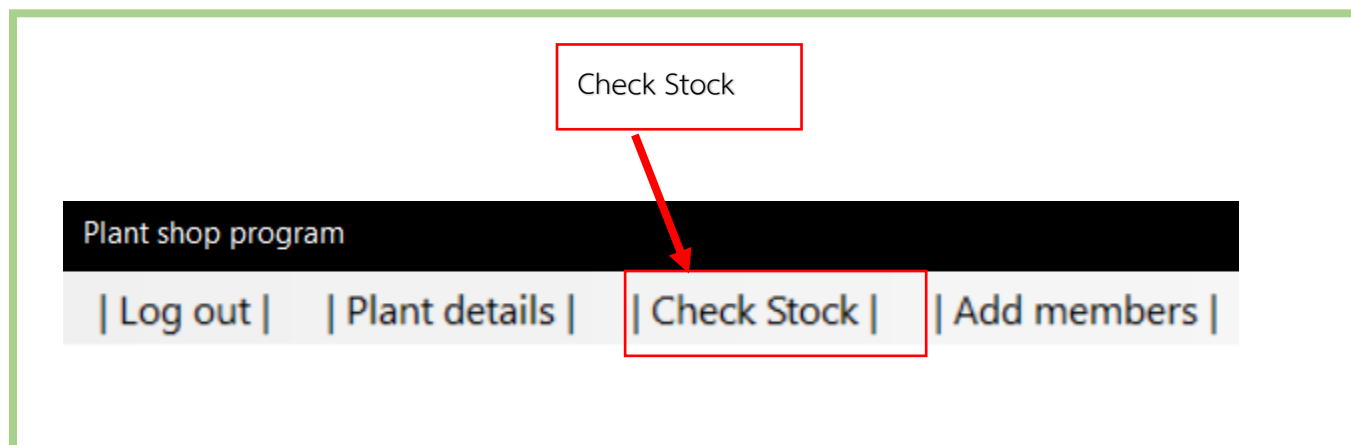 Check Stock
Plant shop program
| Log out | | Plant details | | Check Stock | | Add members |